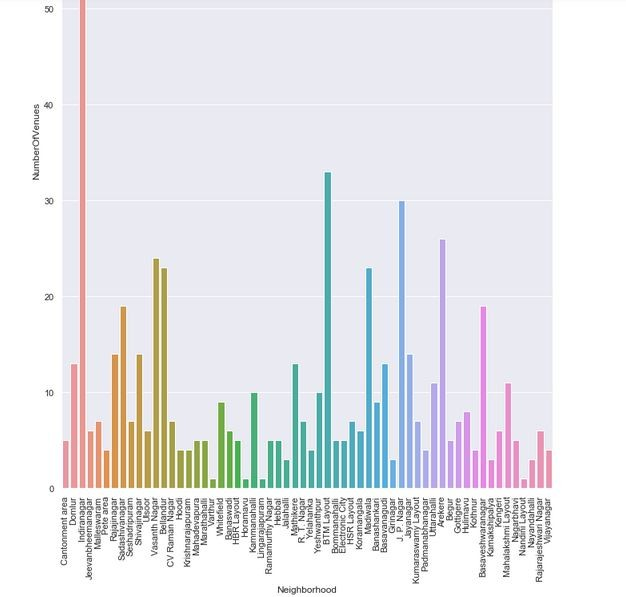 50
40
30
20
10
0
NumberOfVenues
Cantonment area
Domlur
Indiranagar
Jeevanbheemanagar
Malleswaram
Pete area
Rajajinagar
Sadashivanagar
Seshadripuram
Shivajinagar
Ulsoor
Vasanth Nagar
Bellandur
CV Raman Nagar
Hoodi
Krishnarajapuram
Mahadevapura
Marathahalli
Varthur
Whitefield
Banaswadi
HBR Layout
Horamavu
Kammanahalli
Lingarajapuram
Ramamurthy Nagar
Hebbal
Jalahalli
Mathikere
R. T. Nagar
Yelahanka
Yeshwanthpur
BTM Layout
Bommanahalli
Electronic City
HSR Layout
Koramangala
Madiwala
Banashankari
Basavanagudi
Girinagar
J. P. Nagar
Jayanagar
Kumaraswamy Layout
Padmanabhanagar
Uttarahalli
Arekere
Begur
Gottigere
Hulimavu
Kothnur
Basaveshwaranagar
Kamakshipalya
Kengeri
Mahalakshmi Layout
Nagarbhavi
Nandini Layout
Nayandahalli
Rajarajeshwari Nagar
Vijayanagar
Neighborhood